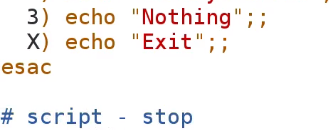 3) echo "Nothing";;
X) echo "Exit";;
esac
# script - stop